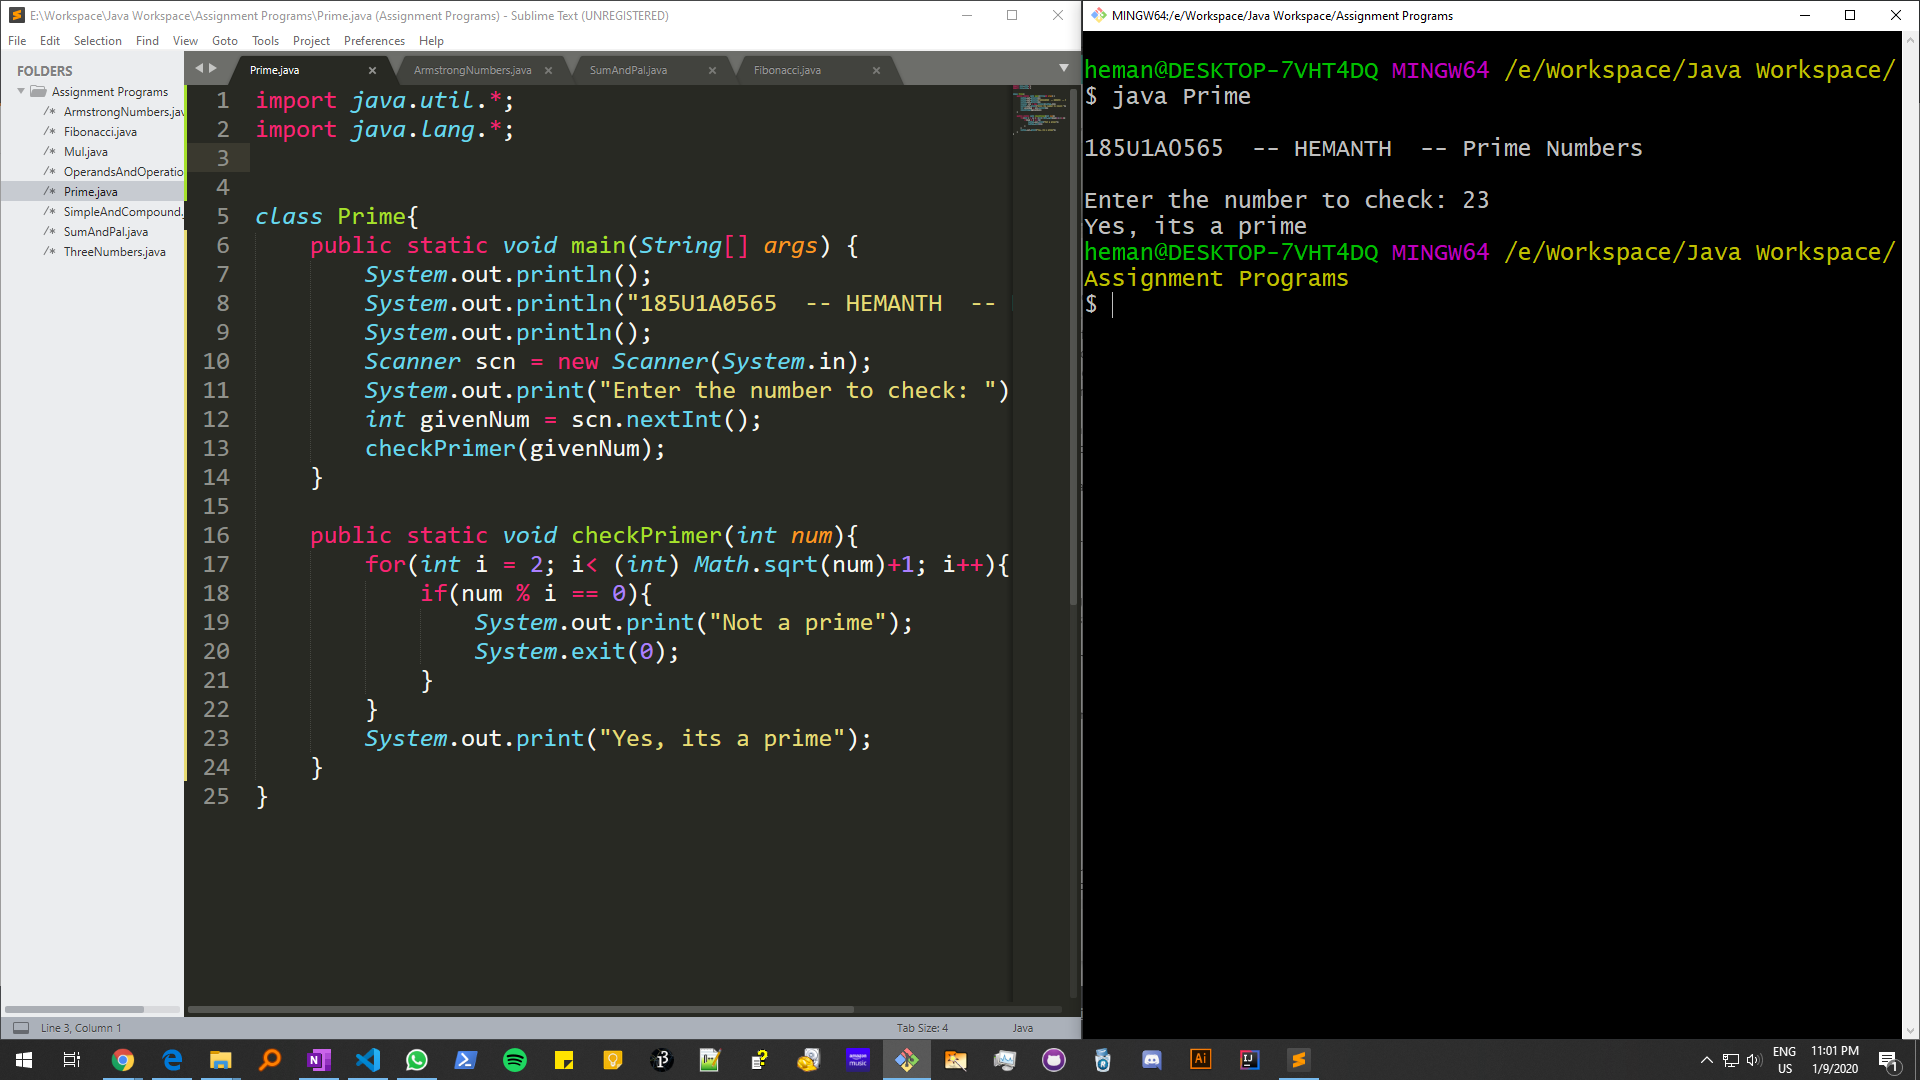 E:\Workspace\Java Workspace\Assignment Programs\Prime.java (Assignment Programs) - Sublime Text (UNREGISTERED)
File Edit Selection Find View Goto Tools Project Preferences Help
FOLDERS
Assignment Programs
/* ArmstrongNumbers.jav
/* Fibonacci.java
/* Mul.java
/* OperandsAndOperatio
/* Prime.java
/* SimpleAndCompound.
/* SumAndPal.java
/* ThreeNumbers.java
Prime.java ArmstrongNumbers.java SumAndPal.java Fibonacci.java
1 import java.util.*;
2 import java.lang.*;
3
4
5 class Prime{
6 public static void main(String[] args) {
7 System.out.println();
8 System.out.println("185U1A0565  -- HEMANTH  --
9 System.out.println();
10 Scanner scn = new Scanner(System.in);
11 System.out.print("Enter the number to check: ")
12 int givenNum = scn.nextInt();
13 checkPrimer(givenNum);
14 }
15
16 public static void checkPrimer(int num){
17 for(int i = 2; i< (int) Math.sqrt(num)+1; i++){
18 if(num % i == 0){
19 System.out.print("Not a prime");
20 System.exit(0);
21 }
22 }
23 System.out.print("Yes, its a prime");
24 }
25 }
Line 3, Column 1 Tab Size: 4 Java
MINGW64:/e/Workspace/Java Workspace/Assignment Programs
heman@DESKTOP-7VHT4DQ MINGW64 /e/Workspace/Java Workspace/
$ java Prime
185U1A0565  -- HEMANTH  -- Prime Numbers
Enter the number to check: 23
Yes, its a prime
heman@DESKTOP-7VHT4DQ MINGW64 /e/Workspace/Java Workspace/
Assignment Programs
$
amazon music
Ai
IJ
ENG
US
11:01 PM
1/9/2020
1